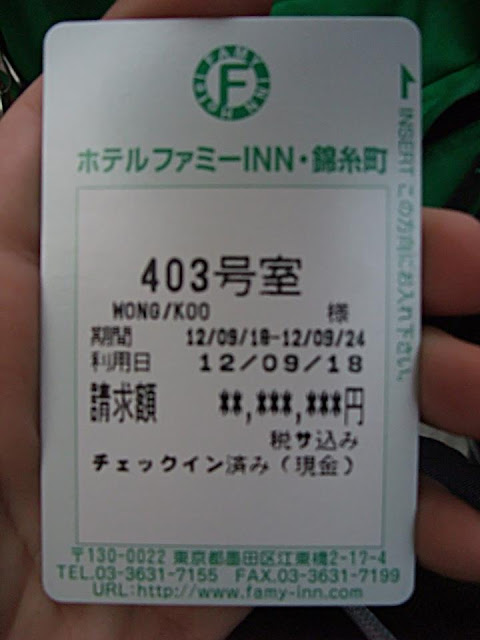 FAMY INN HOTEL
F
ホテルファミーINN・錦糸町
INSERT この方向にお入れ下さい。
403号室
WONG/KOO 様
期間 12/09/18-12/09/24
利用日 12/09/18
請求額 **,***,***円
税サ込み
チェックイン済み(現金)
〒130-0022 東京都墨田区江東橋2-17-4
TEL.03-3631-7155 FAX.03-3631-7199
URL:http://www.famy-inn.com